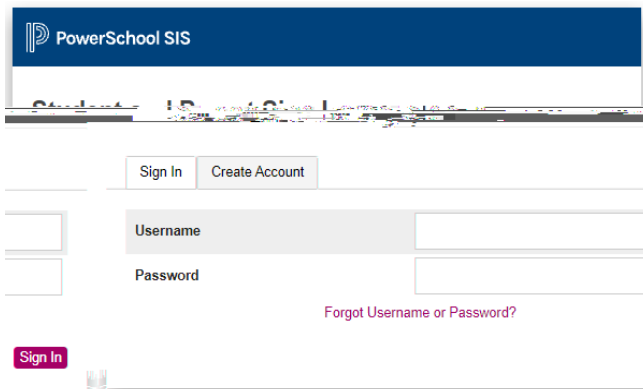 PowerSchool SIS
Sign In
Create Account
Username
Password
Forgot Username or Password?
Sign In